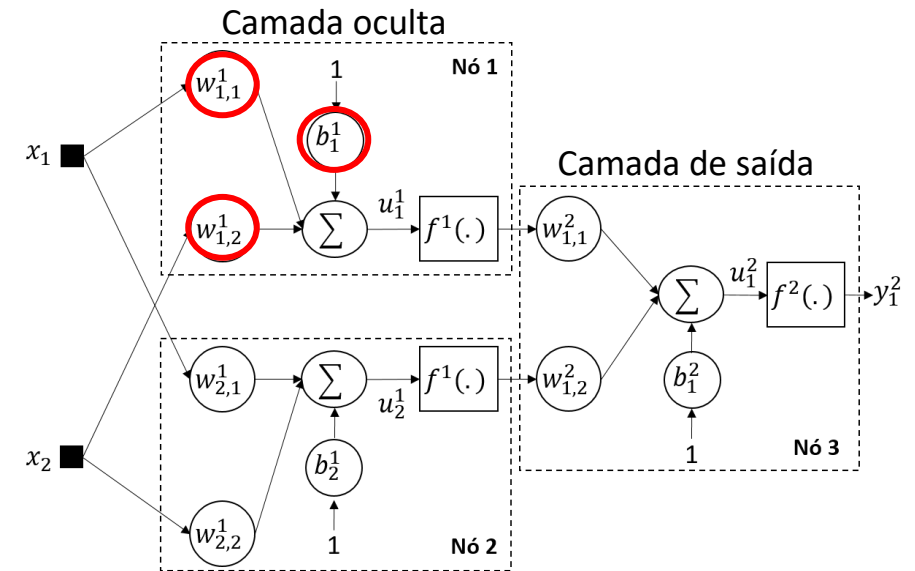 Camada oculta
Nó 1
w^1_{1,1}
1
b^1_1
x_1
w^1_{1,2}
∑
u^1_1
f^1(.)
Camada de saída
w^2_{1,1}
∑
u^2_1
f^2(.)
y^2_1
w^2_{1,2}
b^2_1
1
Nó 3
w^1_{2,1}
∑
u^1_2
f^1(.)
x_2
b^1_2
w^1_{2,2}
1
Nó 2